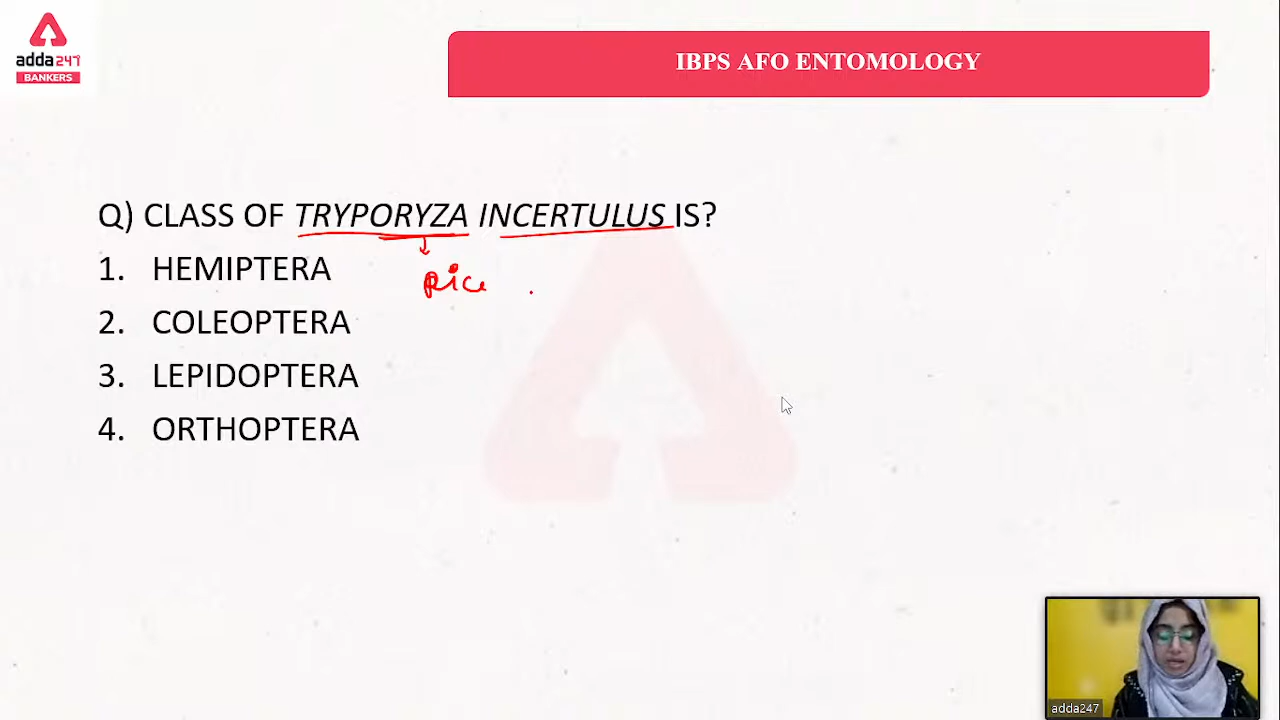 adda247
BANKERS
IBPS AFO ENTOMOLOGY
Q) CLASS OF TRYPORYZA INCERTULUS IS?
Rice
1. HEMIPTERA
2. COLEOPTERA
3. LEPIDOPTERA
4. ORTHOPTERA
adda247